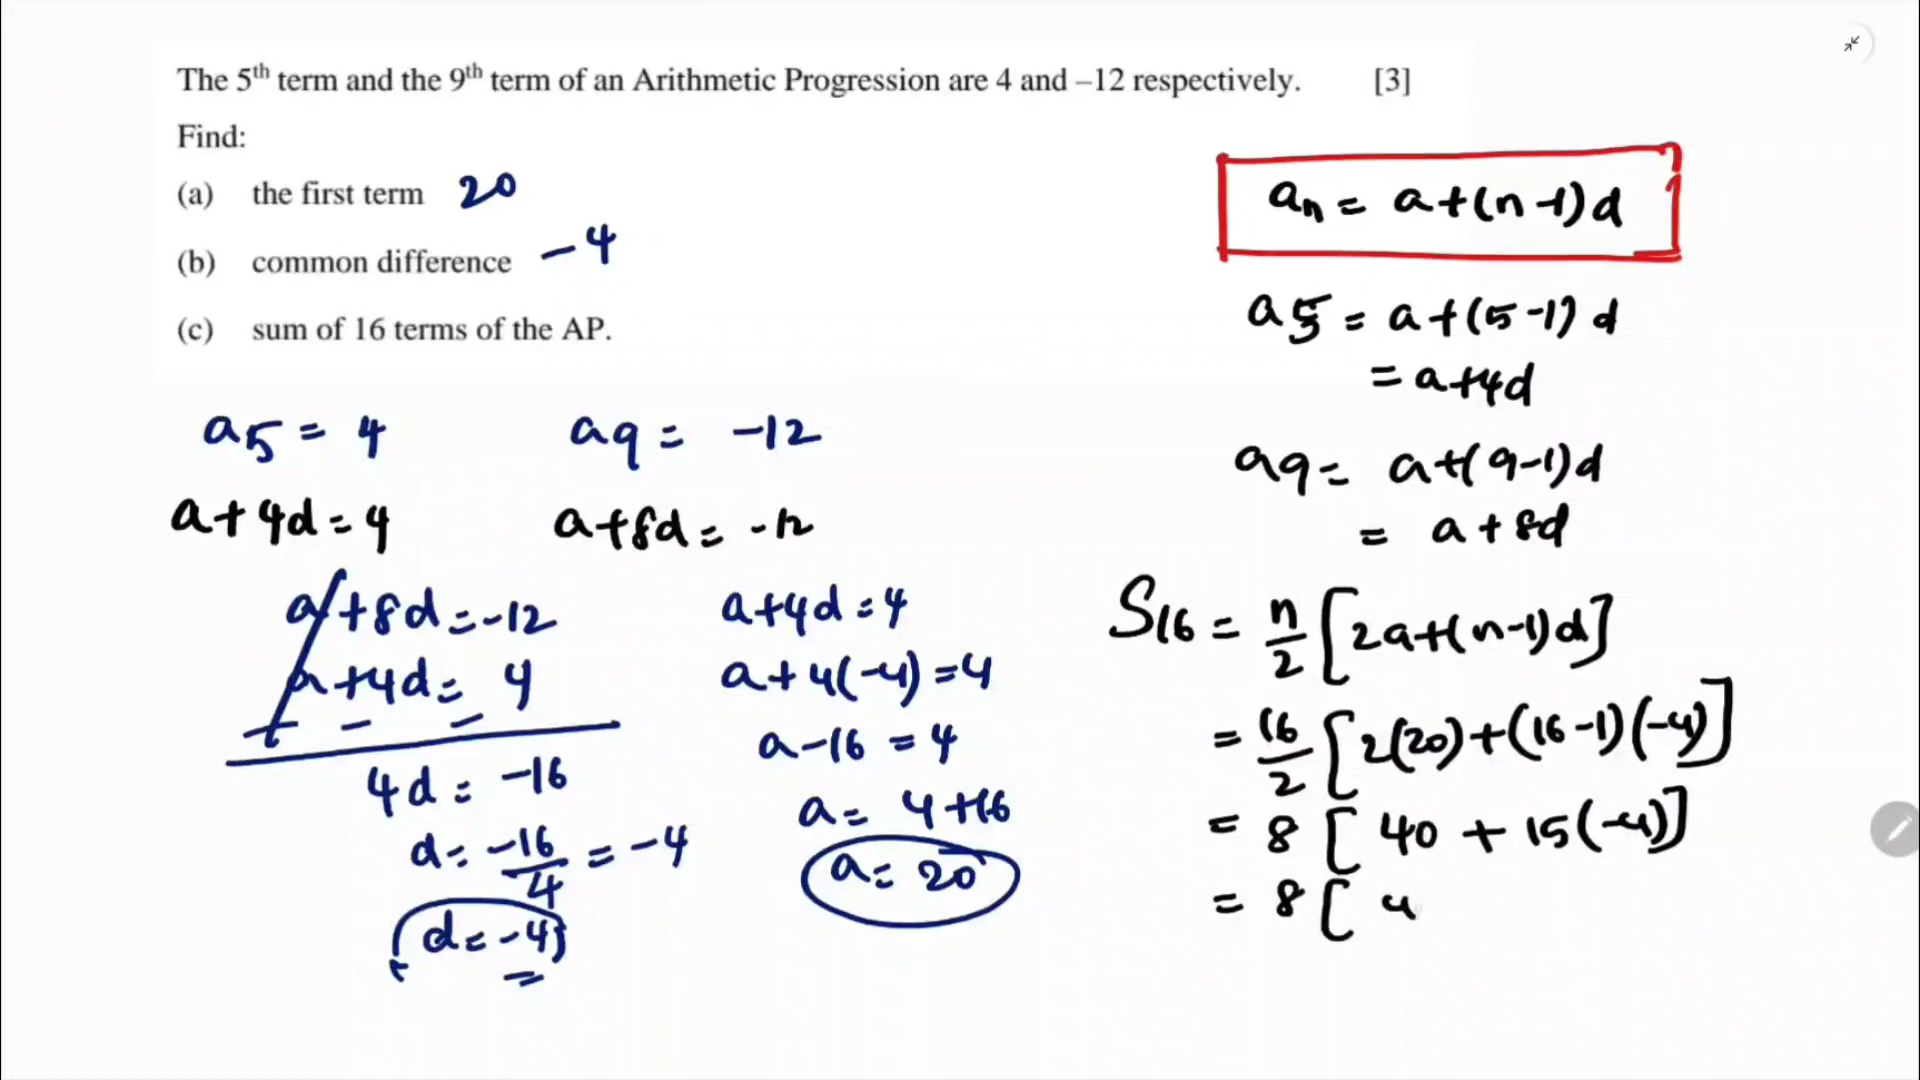 The 5th term and the 9th term of an Arithmetic Progression are 4 and –12 respectively. [3]
Find:
(a) the first term 20
(b) common difference -4
(c) sum of 16 terms of the AP.
an = a+(n-1)d
a5 = a+(5-1)d
= a+4d
a9 = a+(9-1)d
= a+8d
a5 = 4 a9 = -12
a+4d=4 a+8d = -12
a+8d=-12
a+4d= 4
- - -
4d = -16
d= -16/4 = -4
d= -4
a+4d=4
a+4(-4)=4
a-16 = 4
a= 4+16
a= 20
S16 = n/2 [2a+(n-1)d]
= 16/2 [2(20)+(16-1)(-4)]
= 8 [ 40 + 15(-4)]
= 8 [ 4